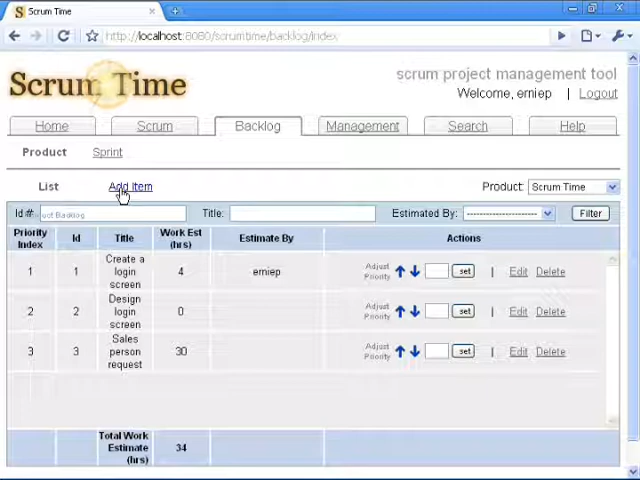 Scrum Time
http://localhost:8080/scrumtime/backlog/index
Scrum Time
scrum project management tool
Welcome, erniep | Logout
Home Scrum Backlog Management Search Help
Product Sprint
List Add Item Product: Scrum Time
Id #: Title: Estimated By: -------------------- Filter
Priority Index Id Title Work Est (hrs) Estimate By Actions
1 1 Create a login screen 4 erniep Adjust Priority set | Edit Delete
2 2 Design login screen 0 Adjust Priority set | Edit Delete
3 3 Sales person request 30 Adjust Priority set | Edit Delete
Total Work Estimate (hrs) 34